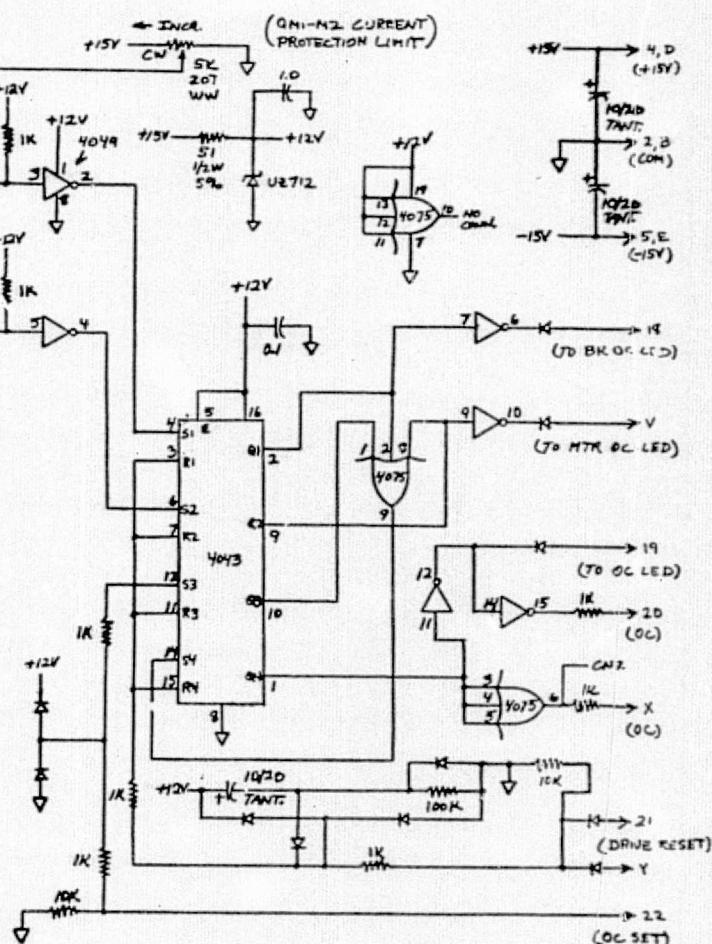 ← INCR.
(QM1-M2 CURRENT
PROTECTION LIMIT)
+15V
CW
5K
20T
WW
+15V
4,D
(+15V)
1.0
10/20
TANT.
2,B
(COM)
10/20
TANT.
-15V
5,E
(-15V)
-12V
+12V
1K
4049
3
1
2
8
+15V
+12V
51
1/2W
5%
UZ712
+12V
13
14
12
4075
10
NO
11
7
-12V
1K
5
4
+12V
0.1
7
6
18
(TO BR OC LED)
5
16
E
4
S1
3
R1
Q1
2
6
S2
7
R2
9
4043
12
S3
11
R3
10
14
S4
15
R4
1
8
1
2
4075
9
9
10
V
(TO MTR OC LED)
19
(TO OC LED)
12
11
14
15
1K
20
(OC)
3
4
5
4075
6
1K
X
(OC)
1K
+12V
+12V
10/20
TANT.
100K
10K
21
(DRIVE RESET)
Y
1K
1K
1K
10K
22
(OC SET)